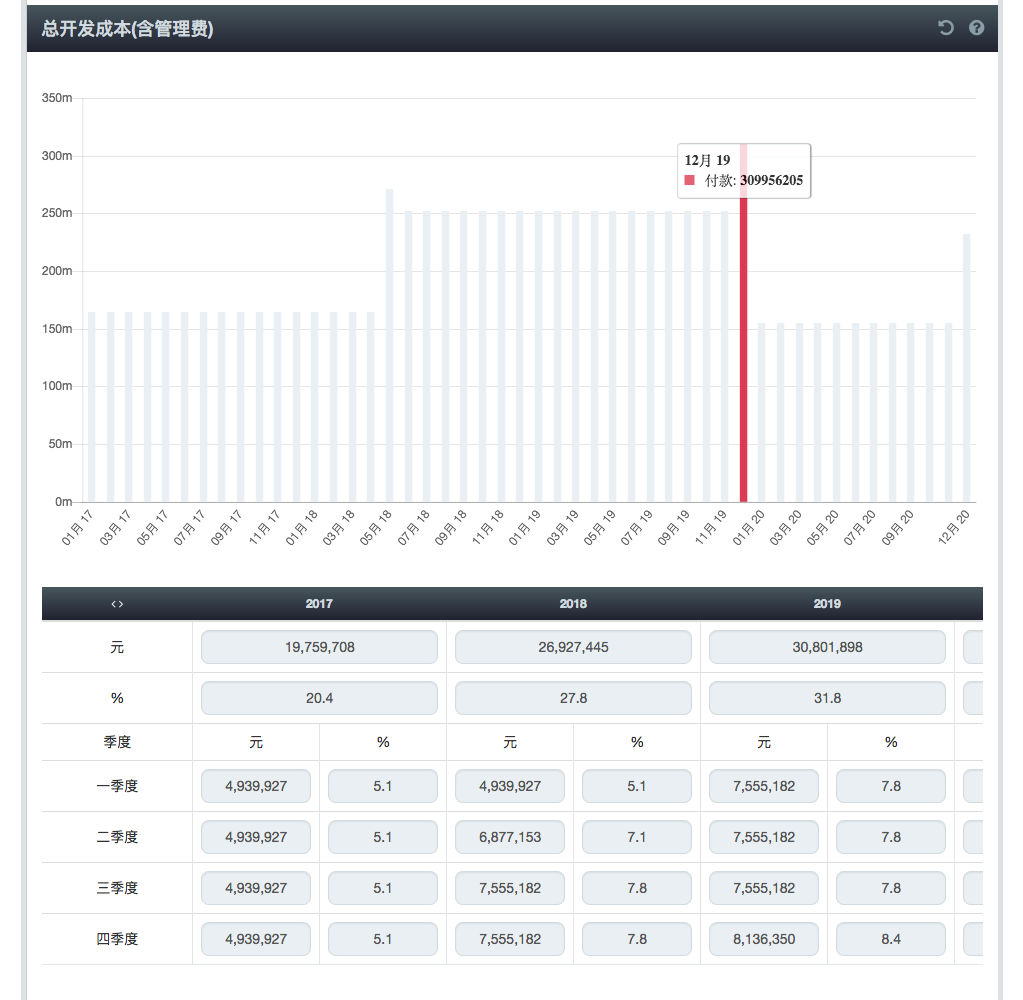 总开发成本(含管理费)
350m
300m
250m
200m
150m
100m
50m
0m
12月 19
付款: 309956205
01月 17
03月 17
05月 17
07月 17
09月 17
11月 17
01月 18
03月 18
05月 18
07月 18
09月 18
11月 18
01月 19
03月 19
05月 19
07月 19
09月 19
11月 19
01月 20
03月 20
05月 20
07月 20
09月 20
12月 20
<> 2017 2018 2019
元 19,759,708 26,927,445 30,801,898
% 20.4 27.8 31.8
季度 元 % 元 % 元 %
一季度 4,939,927 5.1 4,939,927 5.1 7,555,182 7.8
二季度 4,939,927 5.1 6,877,153 7.1 7,555,182 7.8
三季度 4,939,927 5.1 7,555,182 7.8 7,555,182 7.8
四季度 4,939,927 5.1 7,555,182 7.8 8,136,350 8.4